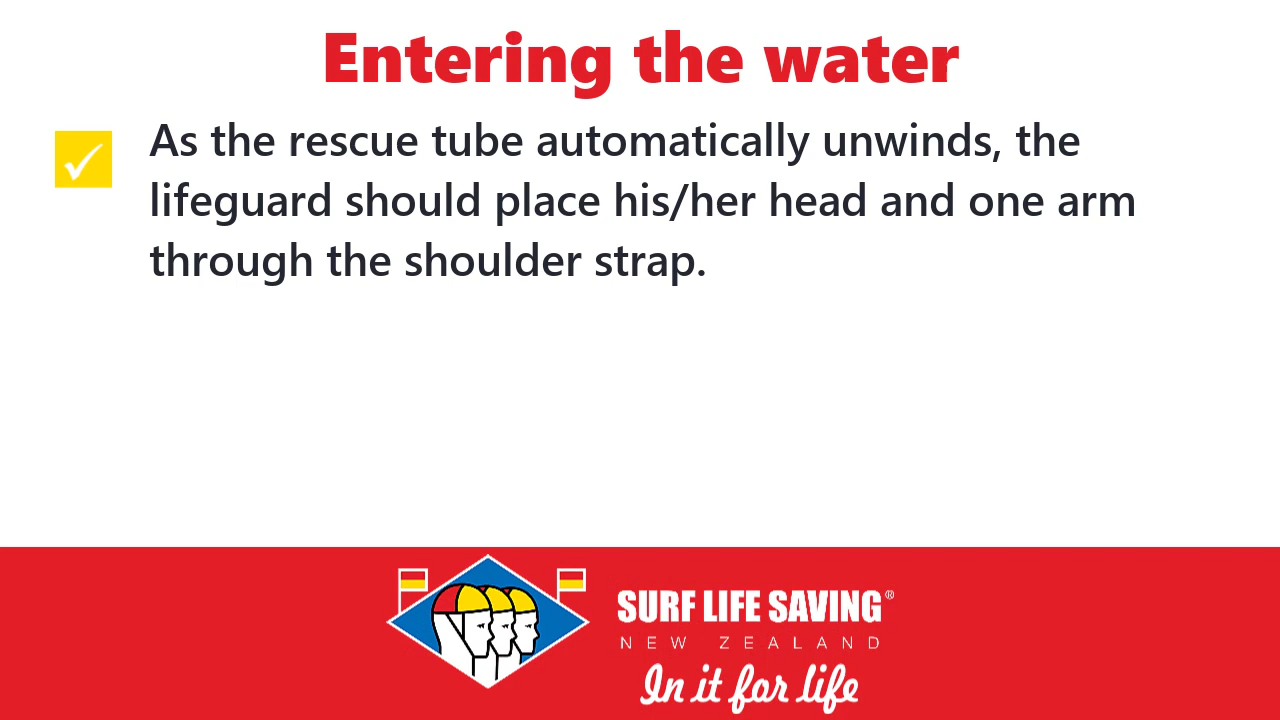 Entering the water
As the rescue tube automatically unwinds, the
lifeguard should place his/her head and one arm
through the shoulder strap.
SURF LIFE SAVING®
NEW ZEALAND
In it for life